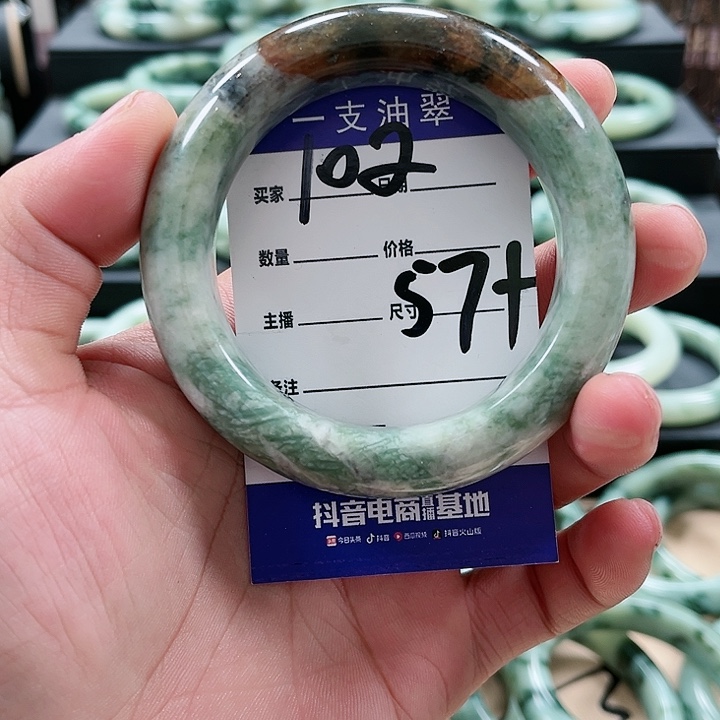 一支油翠
102
买家 日期
数量 价格
57+
主播 尺寸
备注
抖音电商直播基地
今日头条 抖音 西瓜视频 抖音火山版